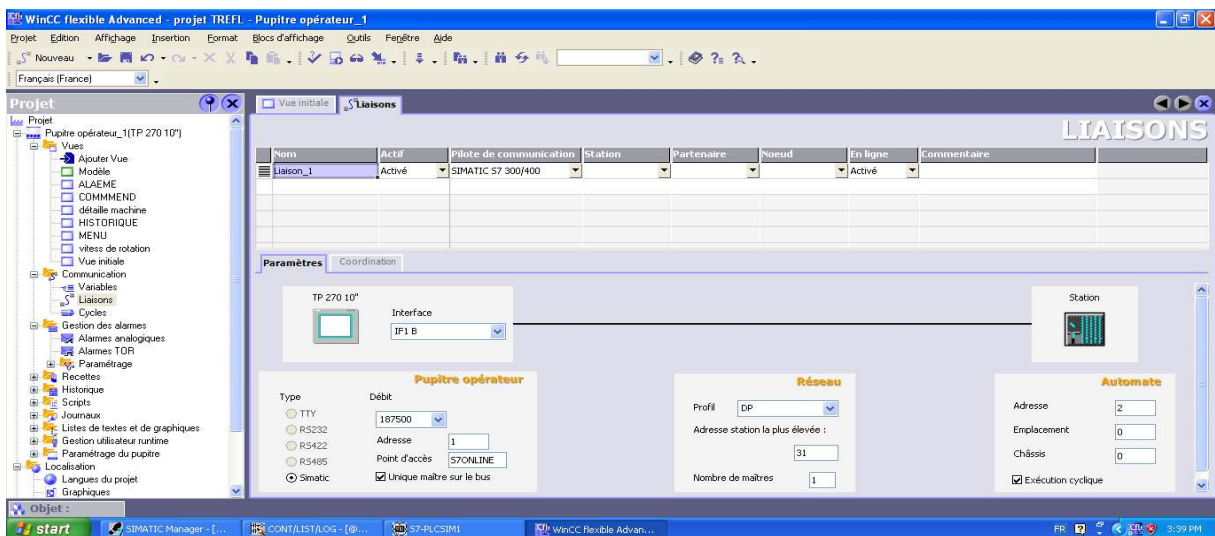 WinCC flexible Advanced - projet TREFL - Pupitre opérateur_1
Projet Edition Affichage Insertion Format Blocs d'affichage Outils Fenêtre Aide
Nouveau
Français (France)
Projet
Vue initiale Liaisons
LIAISONS
Projet
Pupitre opérateur_1(TP 270 10")
Vues
Ajouter Vue
Modèle
ALAEME
COMMMEND
détaille machine
HISTORIQUE
MENU
vitess de rotation
Vue initiale
Communication
Variables
Liaisons
Cycles
Gestion des alarmes
Alarmes analogiques
Alarmes TOR
Paramétrage
Recettes
Historique
Scripts
Journaux
Listes de textes et de graphiques
Gestion utilisateur runtime
Paramétrage du pupitre
Localisation
Langues du projet
Graphiques
Nom Actif Pilote de communication Station Partenaire Noeud En ligne Commentaire
Liaison_1 Activé SIMATIC S7 300/400 Activé
Paramètres Coordination
TP 270 10"
Interface
IF1 B
Station
Pupitre opérateur
Type
TTY
RS232
RS422
RS485
Simatic
Débit
187500
Adresse 1
Point d'accès S7ONLINE
Unique maître sur le bus
Réseau
Profil DP
Adresse station la plus élevée :
31
Nombre de maîtres 1
Automate
Adresse 2
Emplacement 0
Châssis 0
Exécution cyclique
Objet :
start SIMATIC Manager - [... CONT/LIST/LOG - [@... S7-PLCSIM1 WinCC flexible Advan... FR 3:39 PM